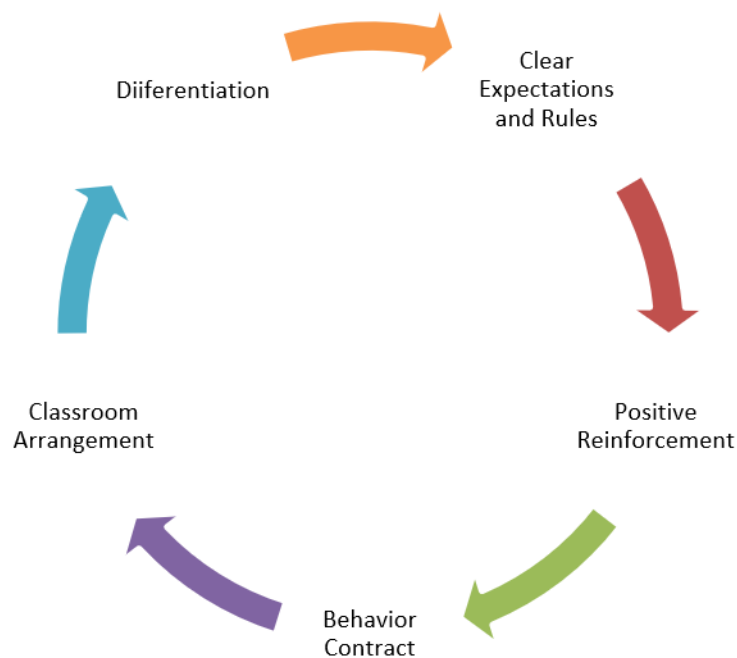 Diiferentiation
Clear
Expectations
and Rules
Positive
Reinforcement
Behavior
Contract
Classroom
Arrangement